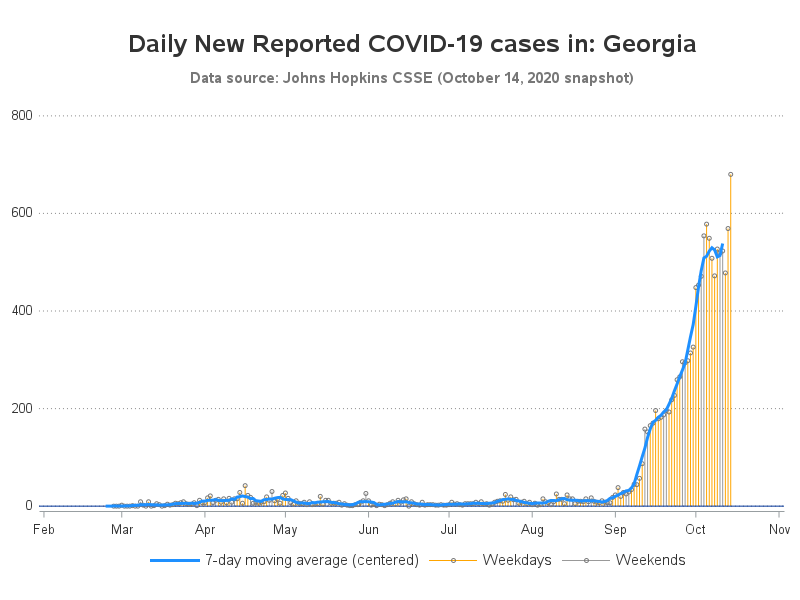 Daily New Reported COVID-19 cases in: Georgia
Data source: Johns Hopkins CSSE (October 14, 2020 snapshot)
800
600
400
200
0
Feb Mar Apr May Jun Jul Aug Sep Oct Nov
7-day moving average (centered) Weekdays Weekends